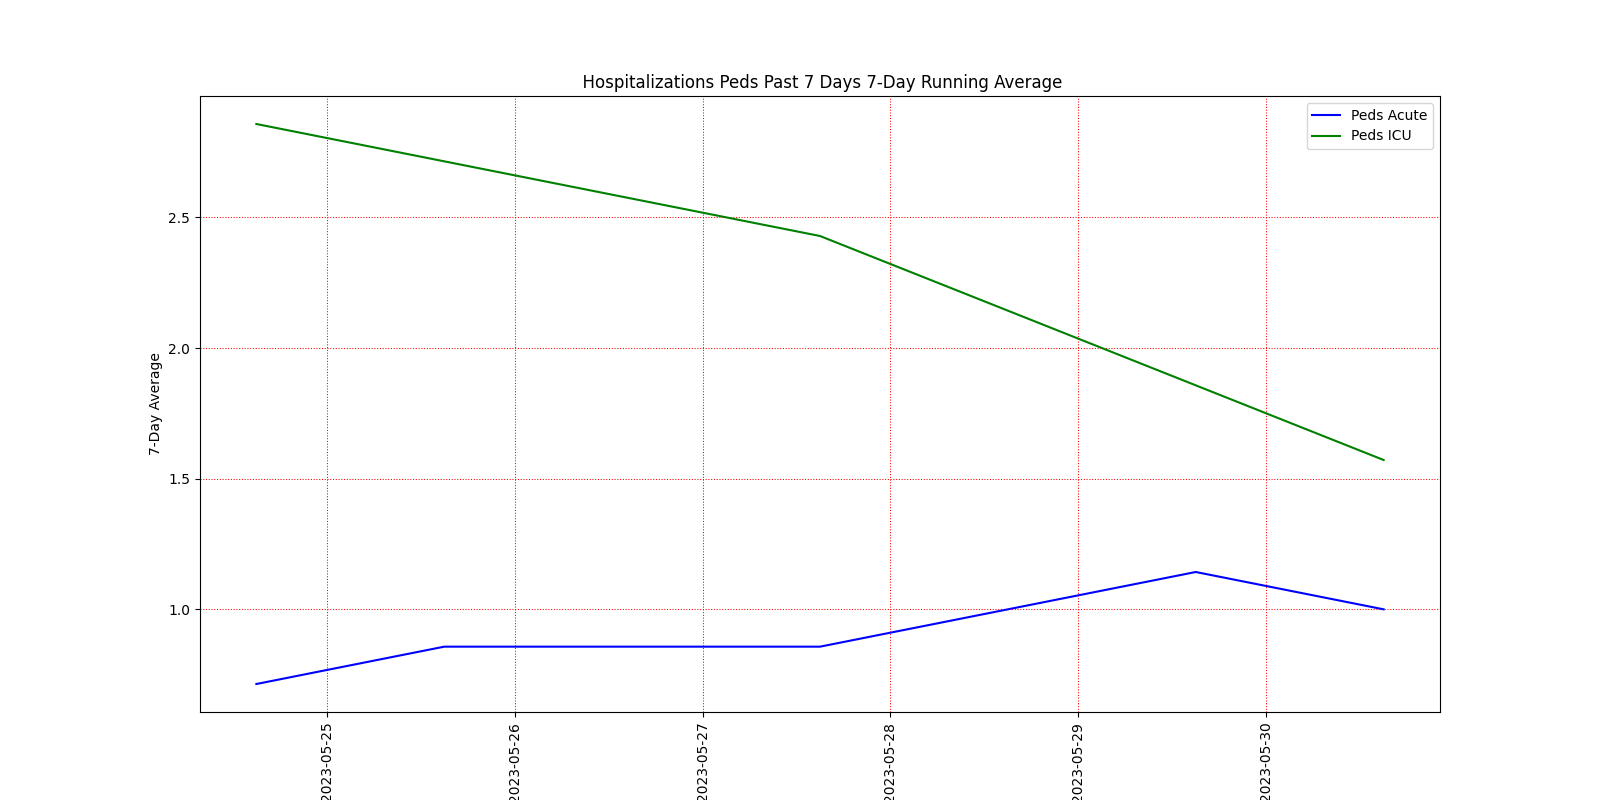 Hospitalizations Peds Past 7 Days 7-Day Running Average
Peds Acute
Peds ICU
7-Day Average
2.5
2.0
1.5
1.0
2023-05-25
2023-05-26
2023-05-27
2023-05-28
2023-05-29
2023-05-30